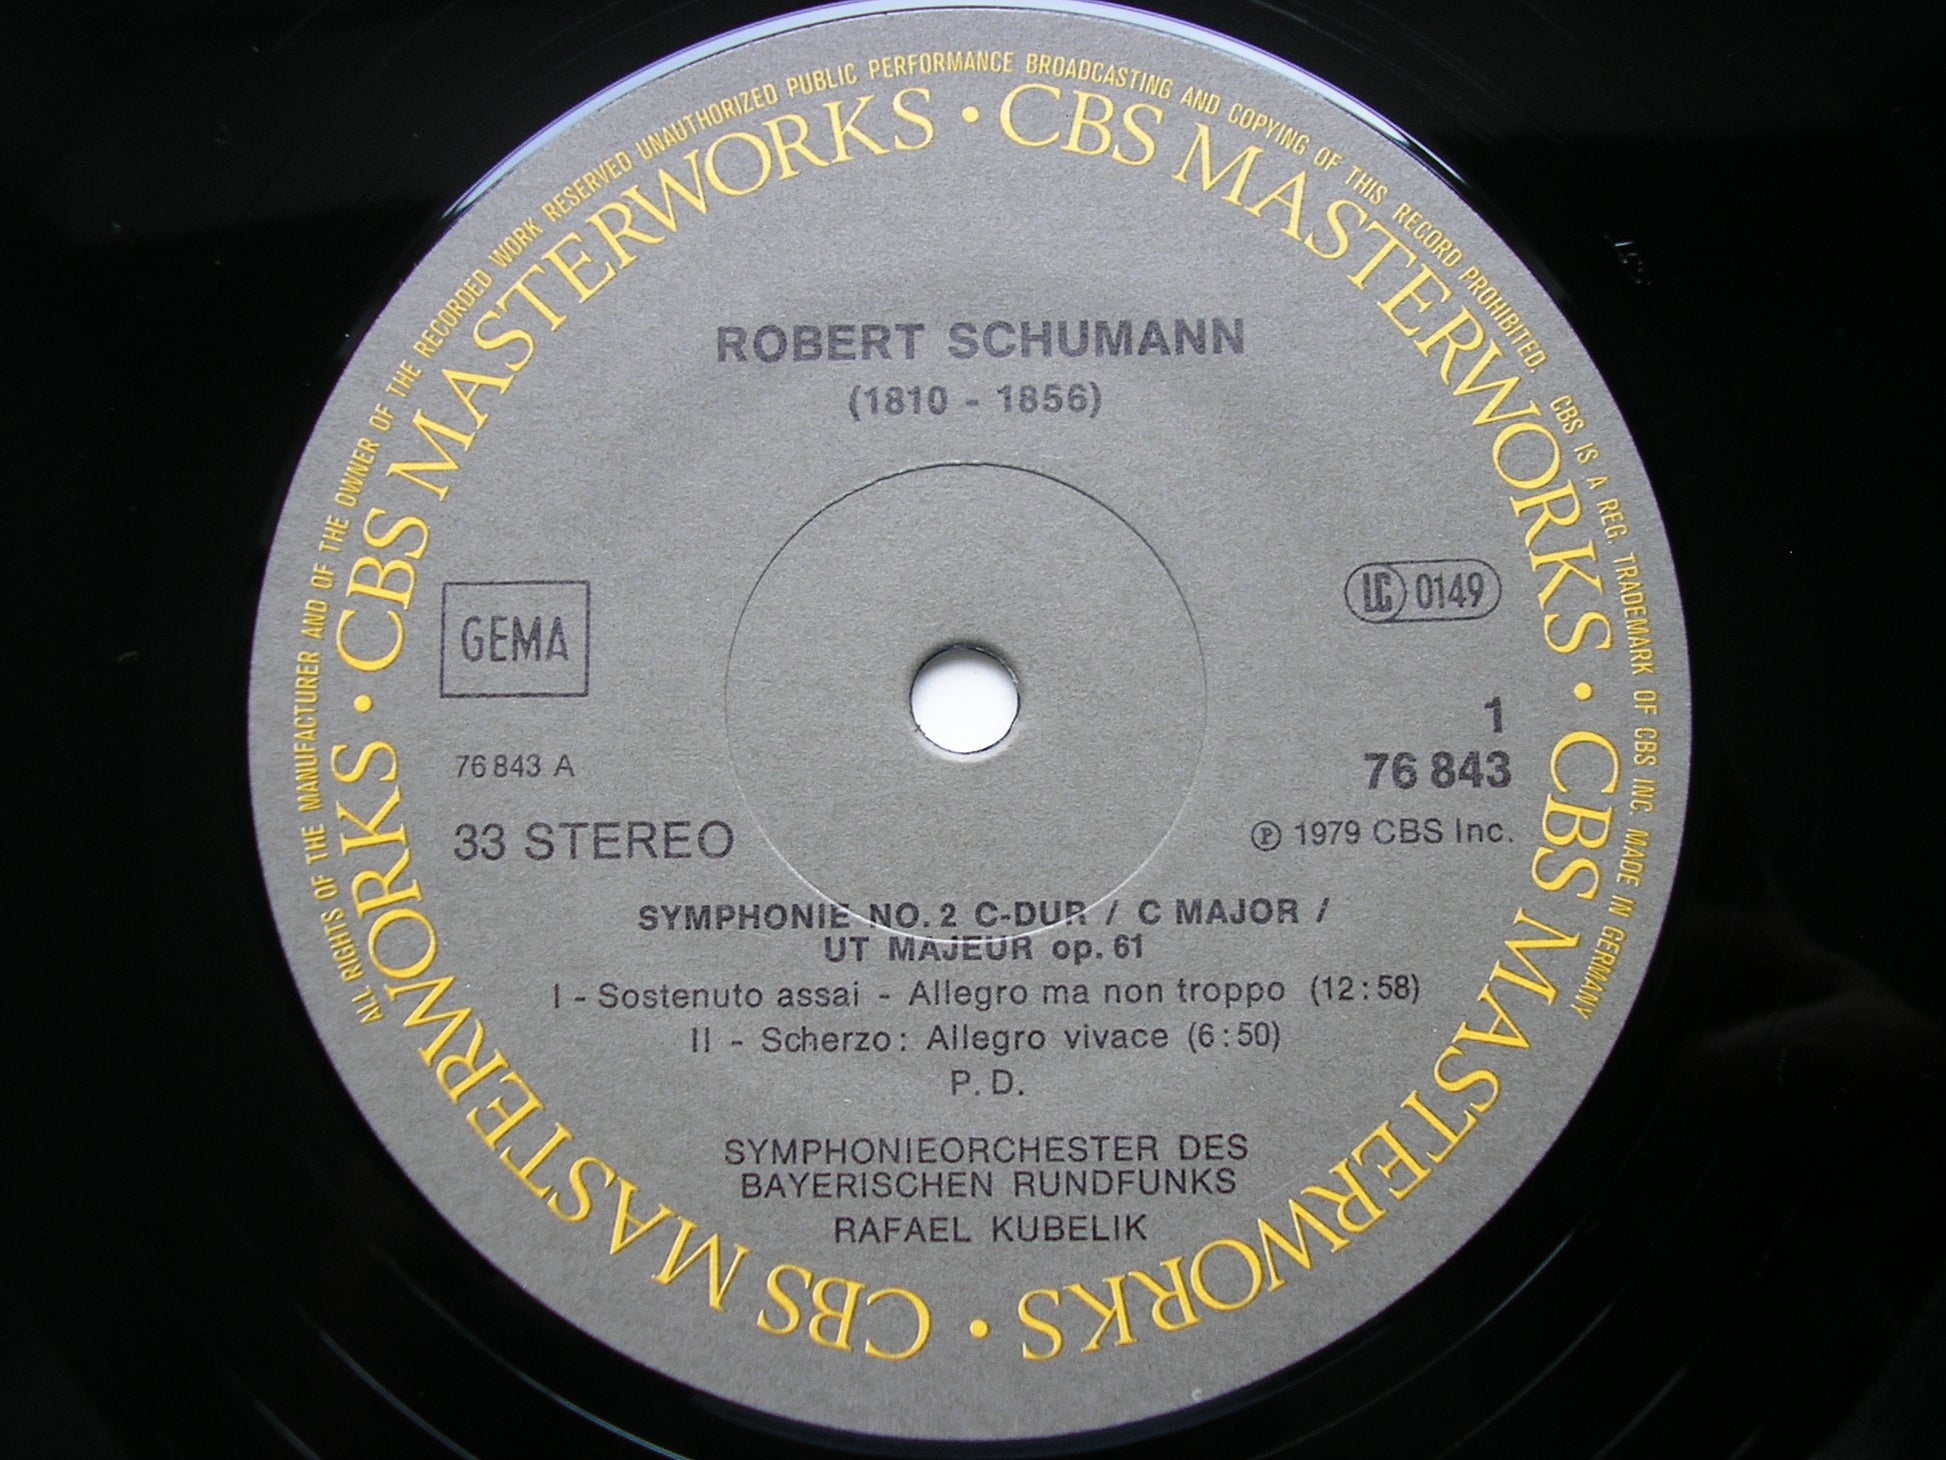 ALL RIGHTS OF THE MANUFACTURER AND OF THE OWNER OF THE RECORDED WORK RESERVED UNAUTHORIZED PUBLIC PERFORMANCE BROADCASTING AND COPYING OF THIS RECORD PROHIBITED. CBS IS A REG. TRADEMARK OF CBS INC. MADE IN GERMANY
CBS MASTERWORKS · CBS MASTERWORKS · CBS MASTERWORKS · CBS MASTERWORKS ·
ROBERT SCHUMANN
(1810 - 1856)
GEMA
LC 0149
1
76 843 A
76 843
33 STEREO
℗ 1979 CBS Inc.
SYMPHONIE NO. 2 C-DUR / C MAJOR /
UT MAJEUR op. 61
I - Sostenuto assai - Allegro ma non troppo (12:58)
II - Scherzo: Allegro vivace (6:50)
P. D.
SYMPHONIEORCHESTER DES
BAYERISCHEN RUNDFUNKS
RAFAEL KUBELIK